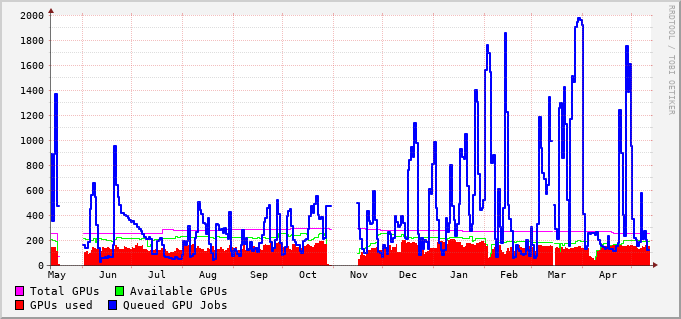 2000
1800
1600
1400
1200
1000
800
600
400
200
0
May Jun Jul Aug Sep Oct Nov Dec Jan Feb Mar Apr
Total GPUs Available GPUs
GPUs used Queued GPU Jobs
RRDTOOL / TOBI OETIKER